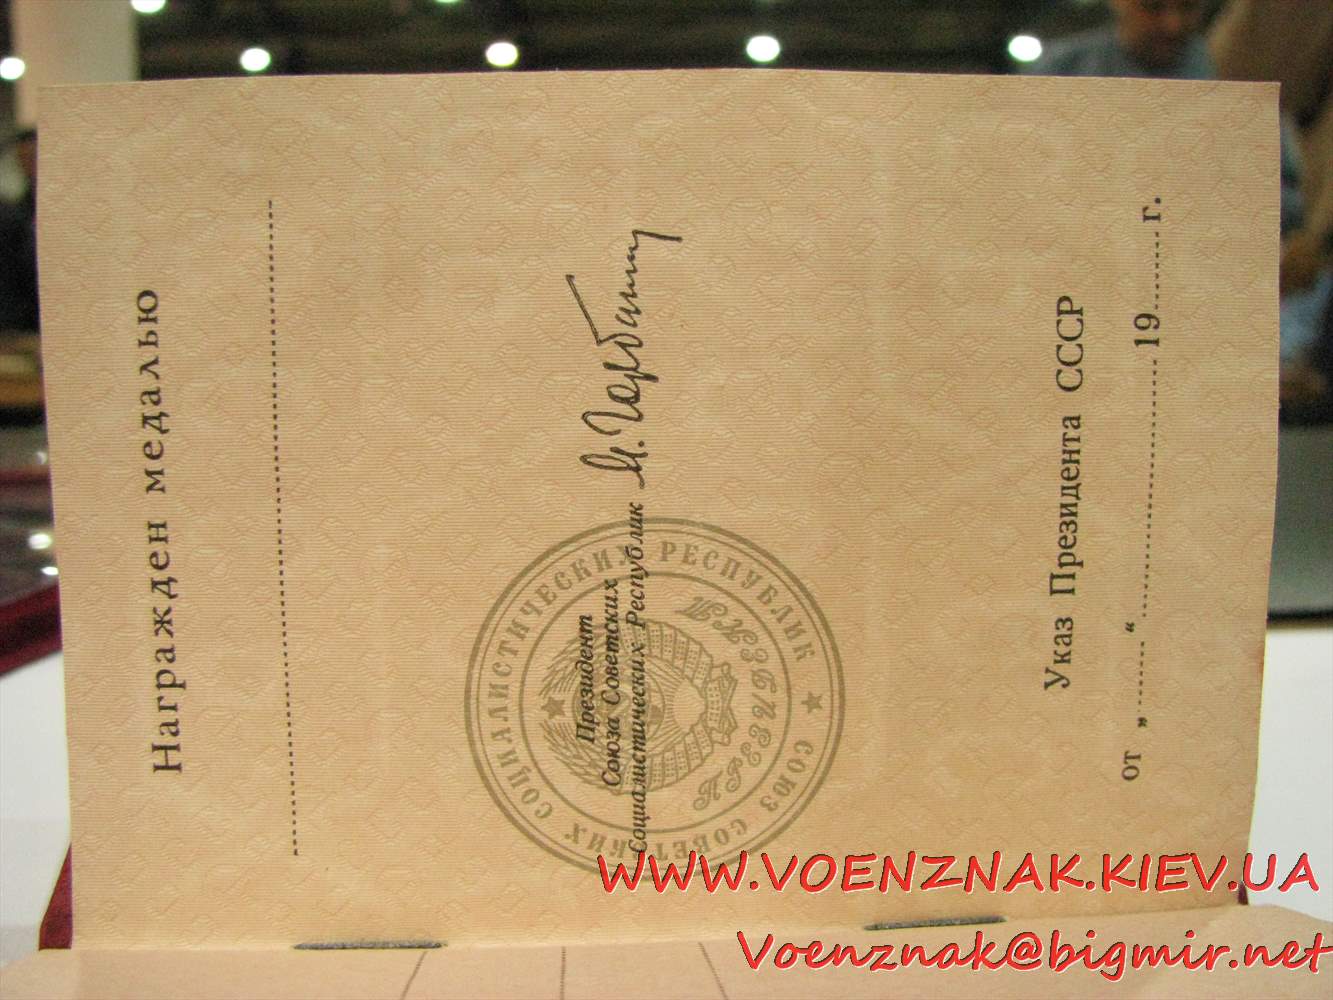 Награжден медалью
Президент
Союза Советских
Социалистических Республик
М. Горбачев
СОЮЗ СОВЕТСКИХ СОЦИАЛИСТИЧЕСКИХ РЕСПУБЛИК
ПРЕЗИДЕНТ
Указ Президента СССР
от „........“........................19........г.
WWW.VOENZNAK.KIEV.UA
Voenznak@bigmir.net